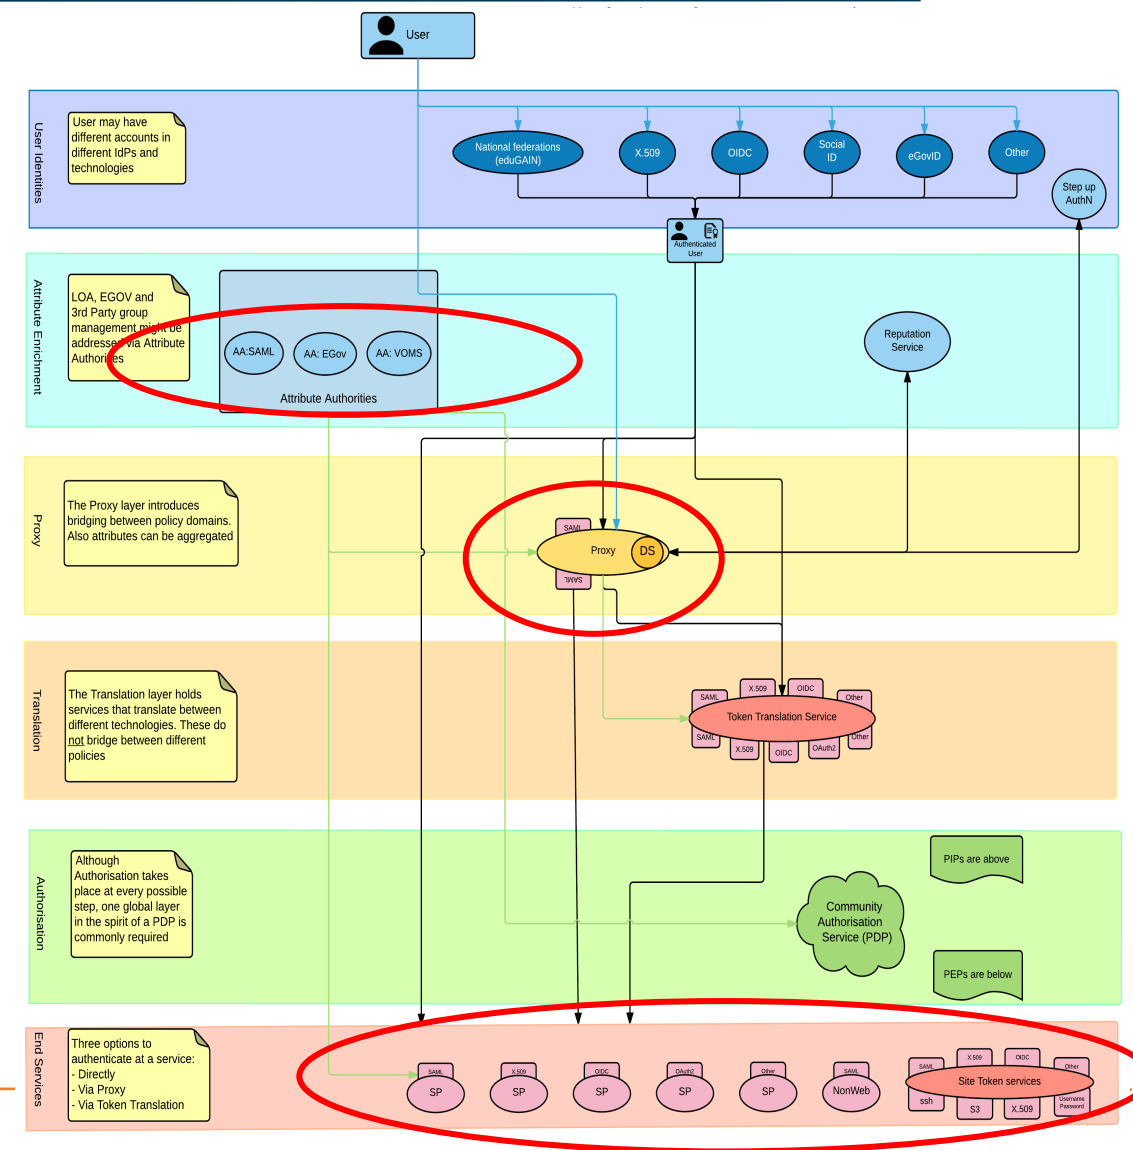 User
User Identities
User may have
different accounts in
different IdPs and
technologies
National federations
(eduGAIN)
X.509
OIDC
Social
ID
eGovID
Other
Step up
AuthN
Authenticated
User
Attribute Enrichment
LOA, EGOV and
3rd Party group
management might be
addressed via Attribute
Authorities
AA:SAML
AA: EGov
AA: VOMS
Attribute Authorities
Reputation
Service
Proxy
The Proxy layer introduces
bridging between policy domains.
Also attributes can be aggregated
SAML
Proxy
DS
SAML
Translation
The Translation layer holds
services that translate between
different technologies. These do
not bridge between different
policies
SAML
X.509
OIDC
Other
Token Translation Service
SAML
X.509
OIDC
OAuth2
Other
Authorisation
Although
Authorisation takes
place at every possible
step, one global layer
in the spirit of a PDP is
commonly required
PIPs are above
Community
Authorisation
Service (PDP)
PEPs are below
End Services
Three options to
authenticate at a service:
- Directly
- Via Proxy
- Via Token Translation
SAML
SP
X.509
SP
OIDC
SP
OAuth2
SP
Other
SP
SAML
NonWeb
SAML
X.509
OIDC
Other
Site Token services
ssh
S3
X.509
Username
Password